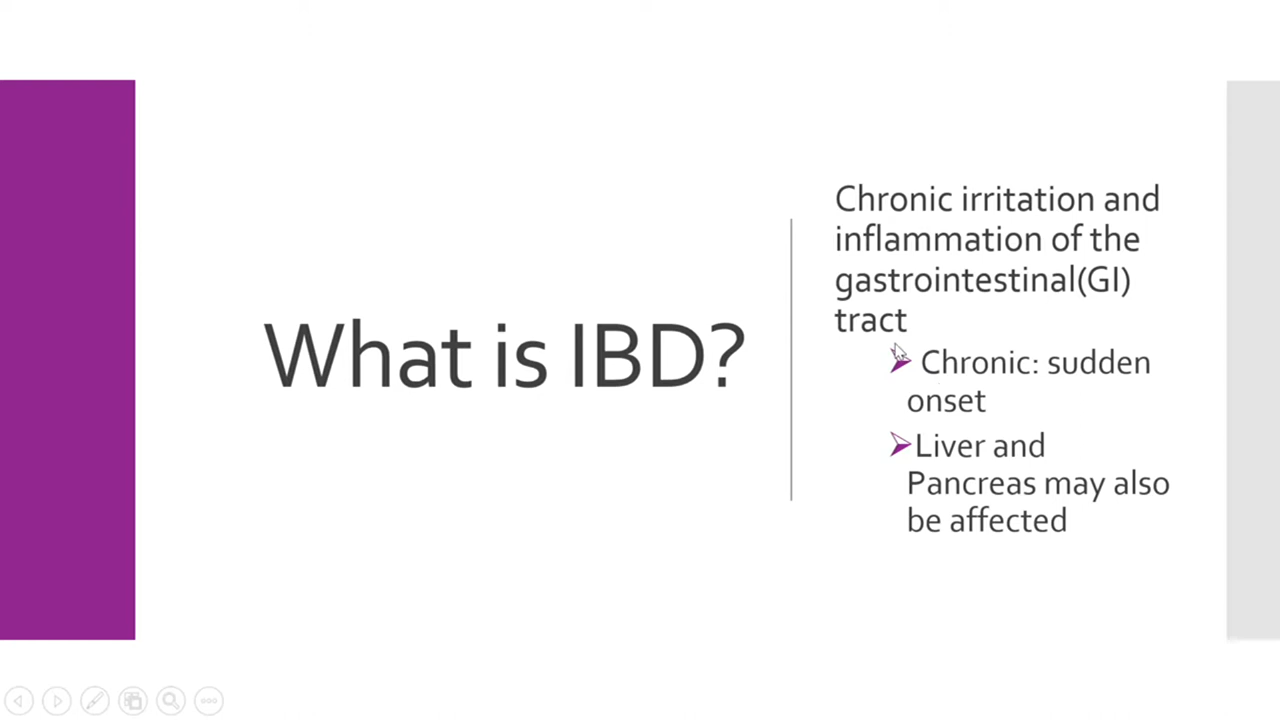 What is IBD?
Chronic irritation and
inflammation of the
gastrointestinal(GI)
tract
Chronic: sudden
onset
Liver and
Pancreas may also
be affected